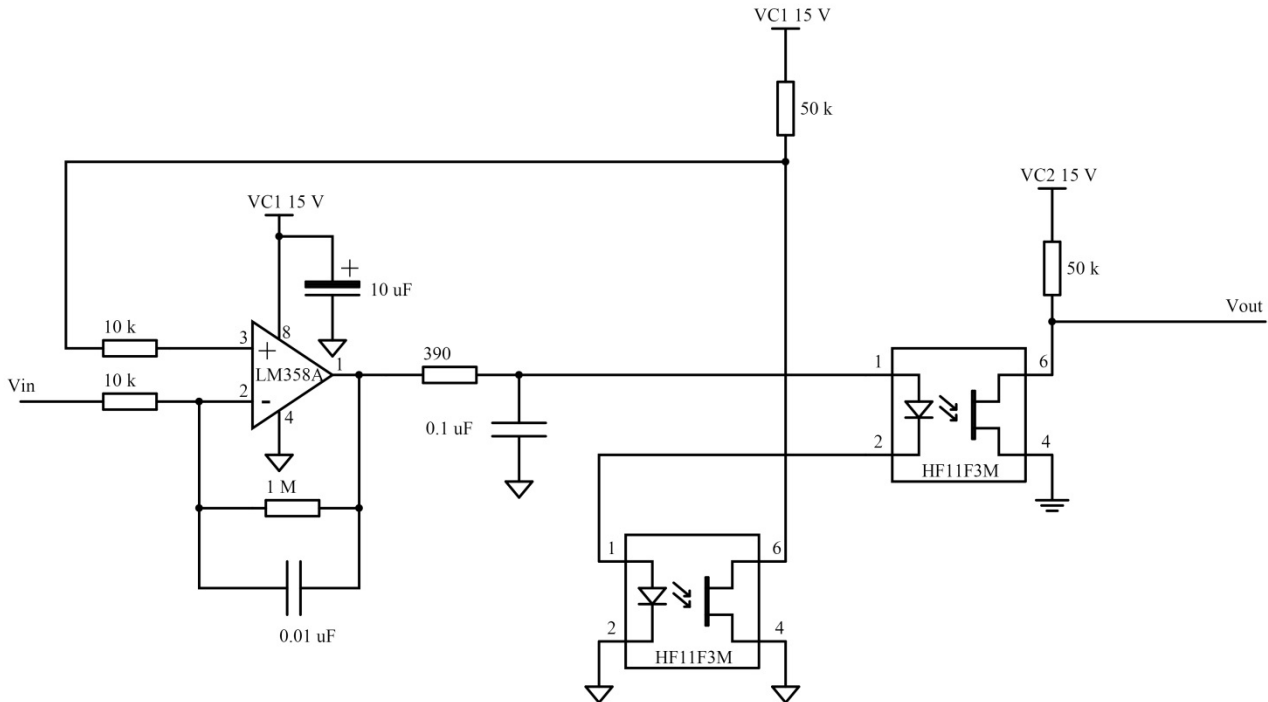 VC1 15 V
50 k
VC2 15 V
50 k
Vout
VC1 15 V
+
10 uF
10 k
3
8
+
LM358A
1
390
Vin
10 k
2
-
4
0.1 uF
1 M
0.01 uF
1
6
2
4
HF11F3M
1
6
2
4
HF11F3M